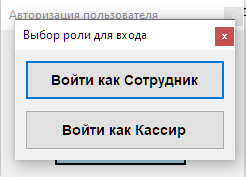 Авторизация пользователя
Выбор роли для входа
x
Войти как Сотрудник
Войти как Кассир